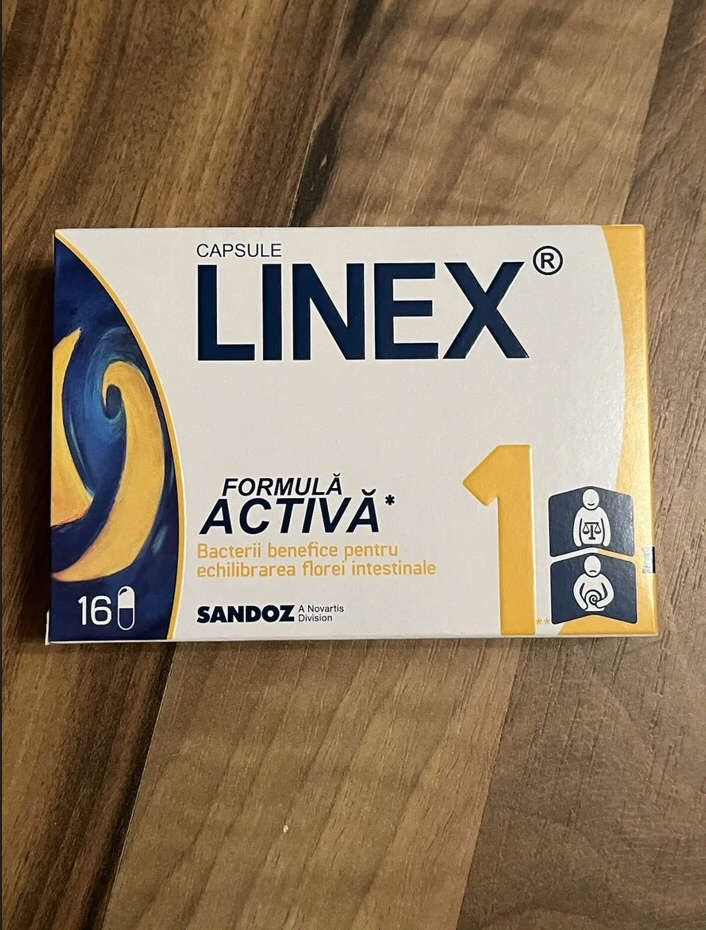 CAPSULE
LINEX®
FORMULĂ
ACTIVĂ*
Bacterii benefice pentru
echilibrarea florei intestinale
16
SANDOZ A Novartis
Division
1
**